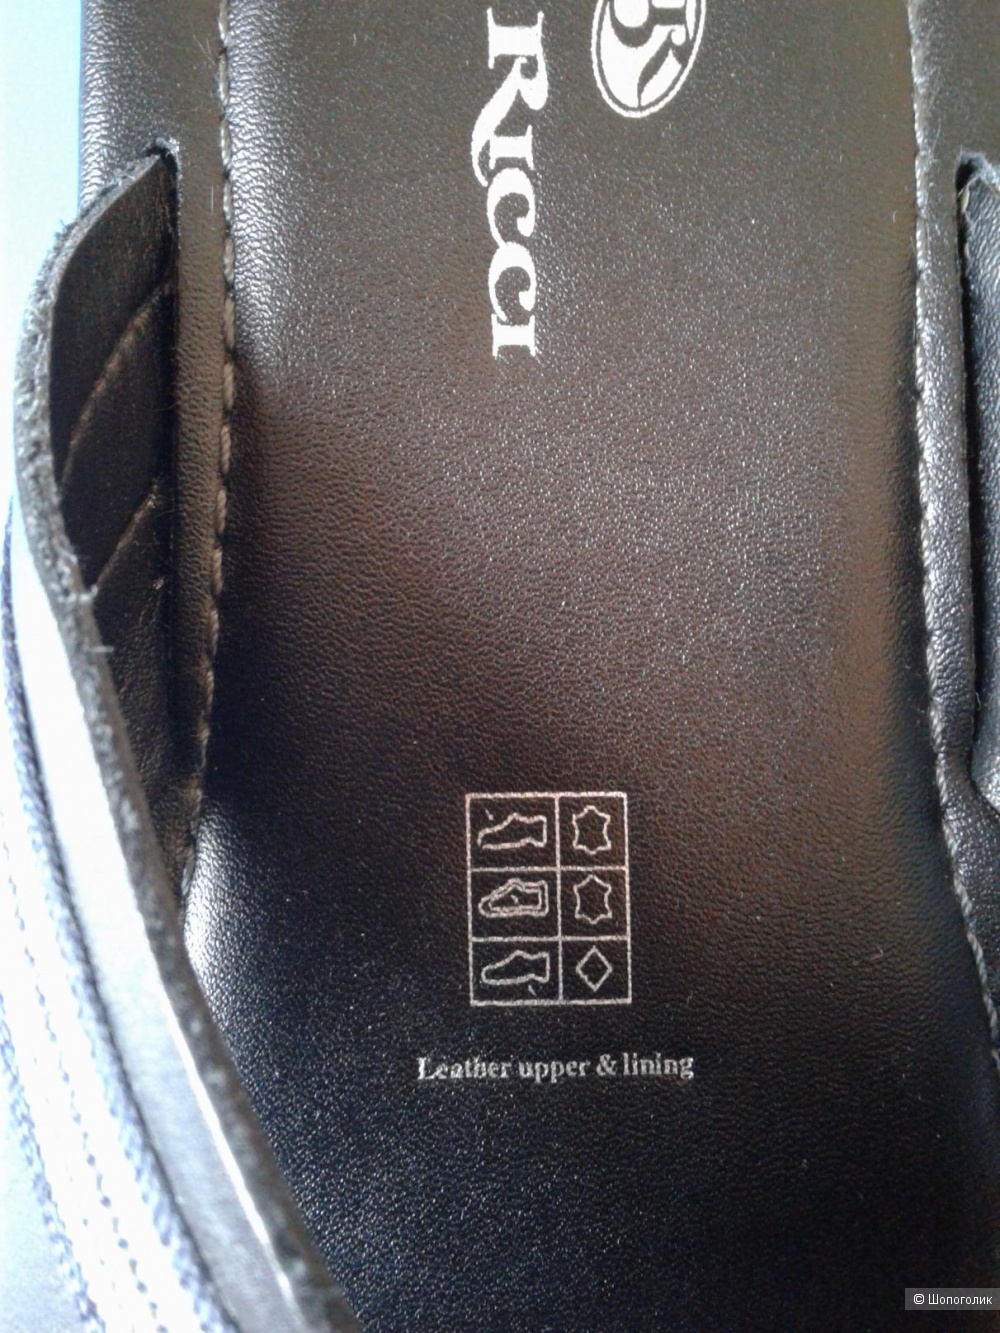 Ricci
Leather upper & lining
© Шопоголик